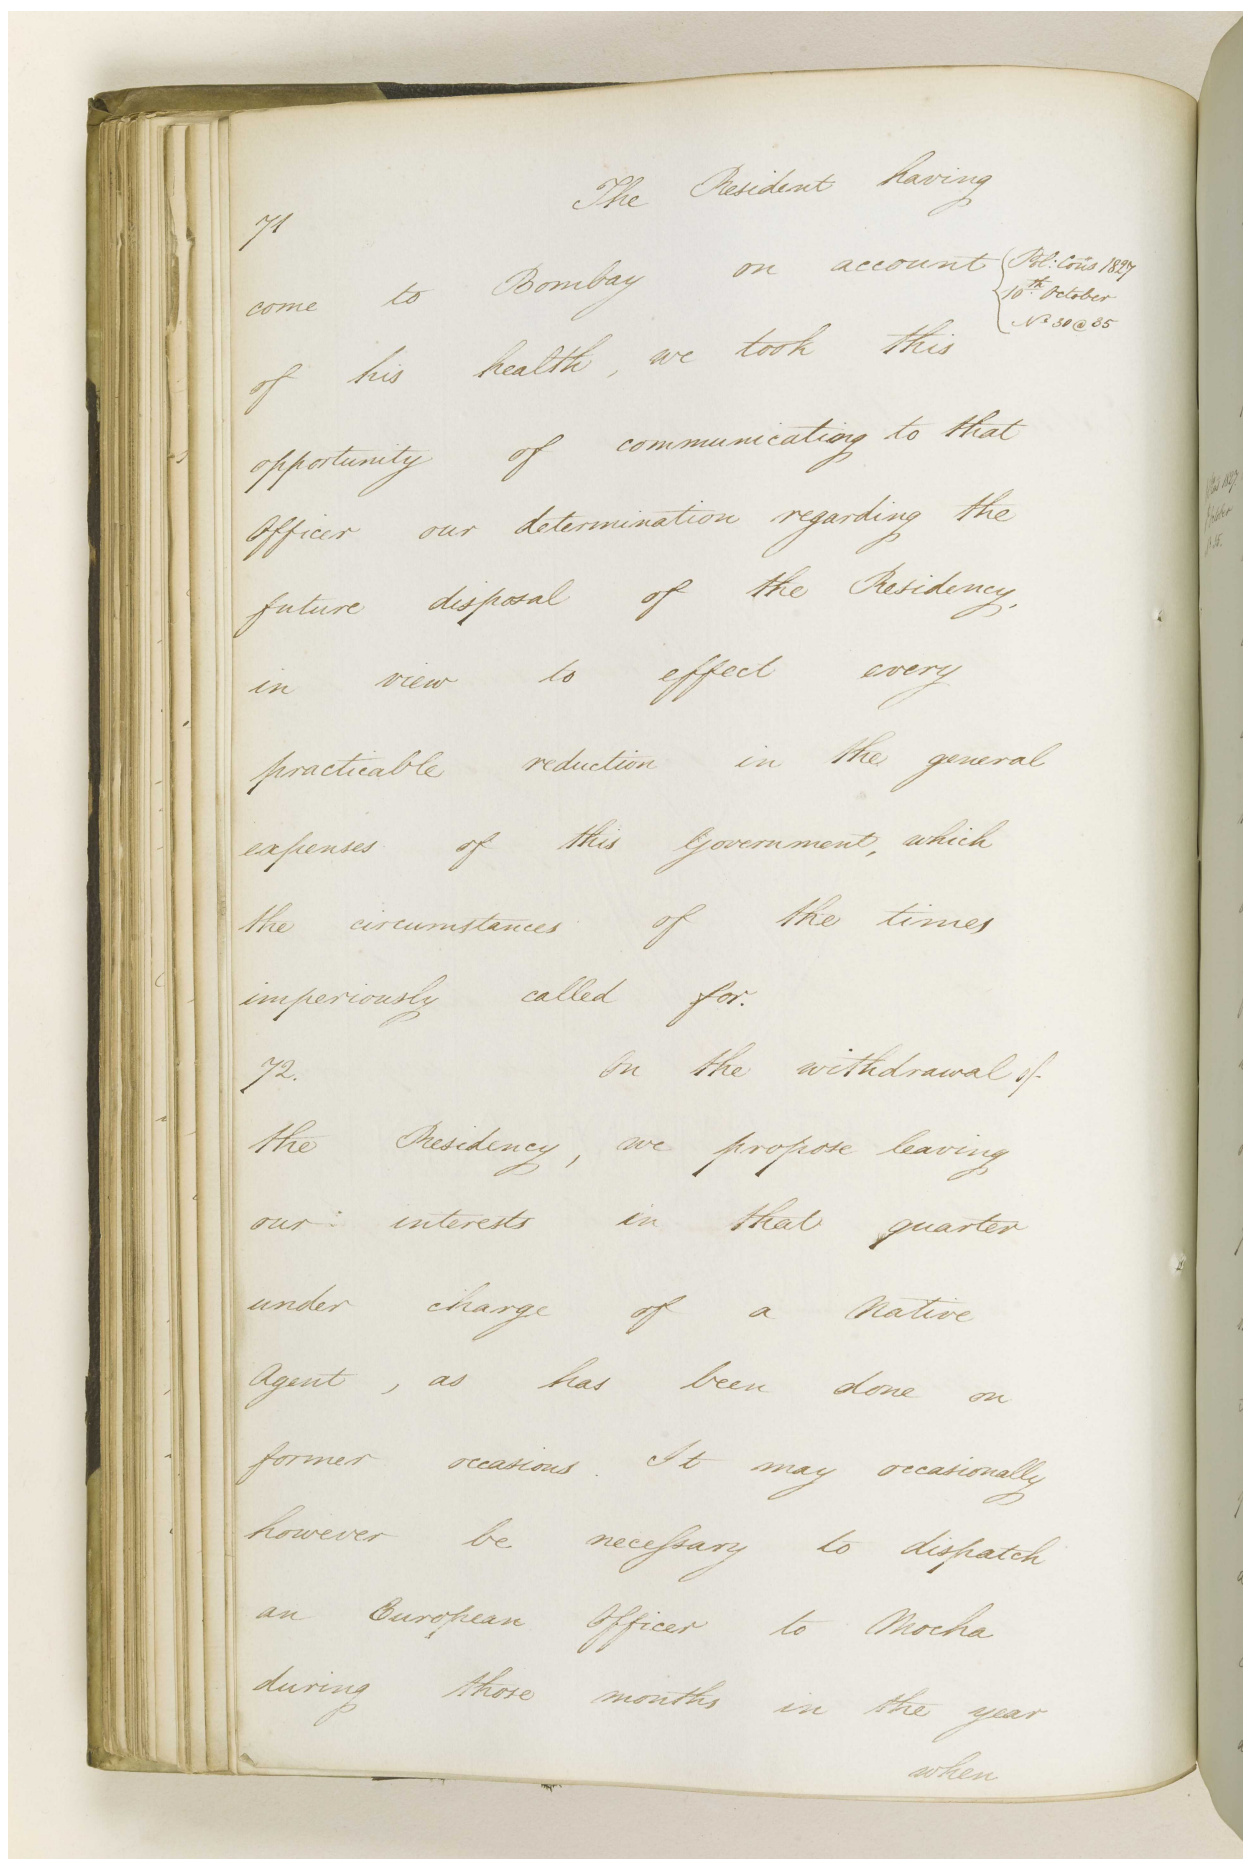 The Resident having
71
come to Bombay on account
Pol: Cons 1827
10th October
No 30 @ 35
of his health, we took this
opportunity of communicating to that
Officer our determination regarding the
future disposal of the Residency,
in view to effect every
practicable reduction in the general
expenses of this Government, which
the circumstances of the times
imperiously called for.
72. On the withdrawal of
the Residency, we propose leaving
our interests in that quarter
under charge of a Native
Agent, as has been done on
former occasions. It may occasionally
however be necessary to dispatch
an European Officer to Mocha
during those months in the year
when